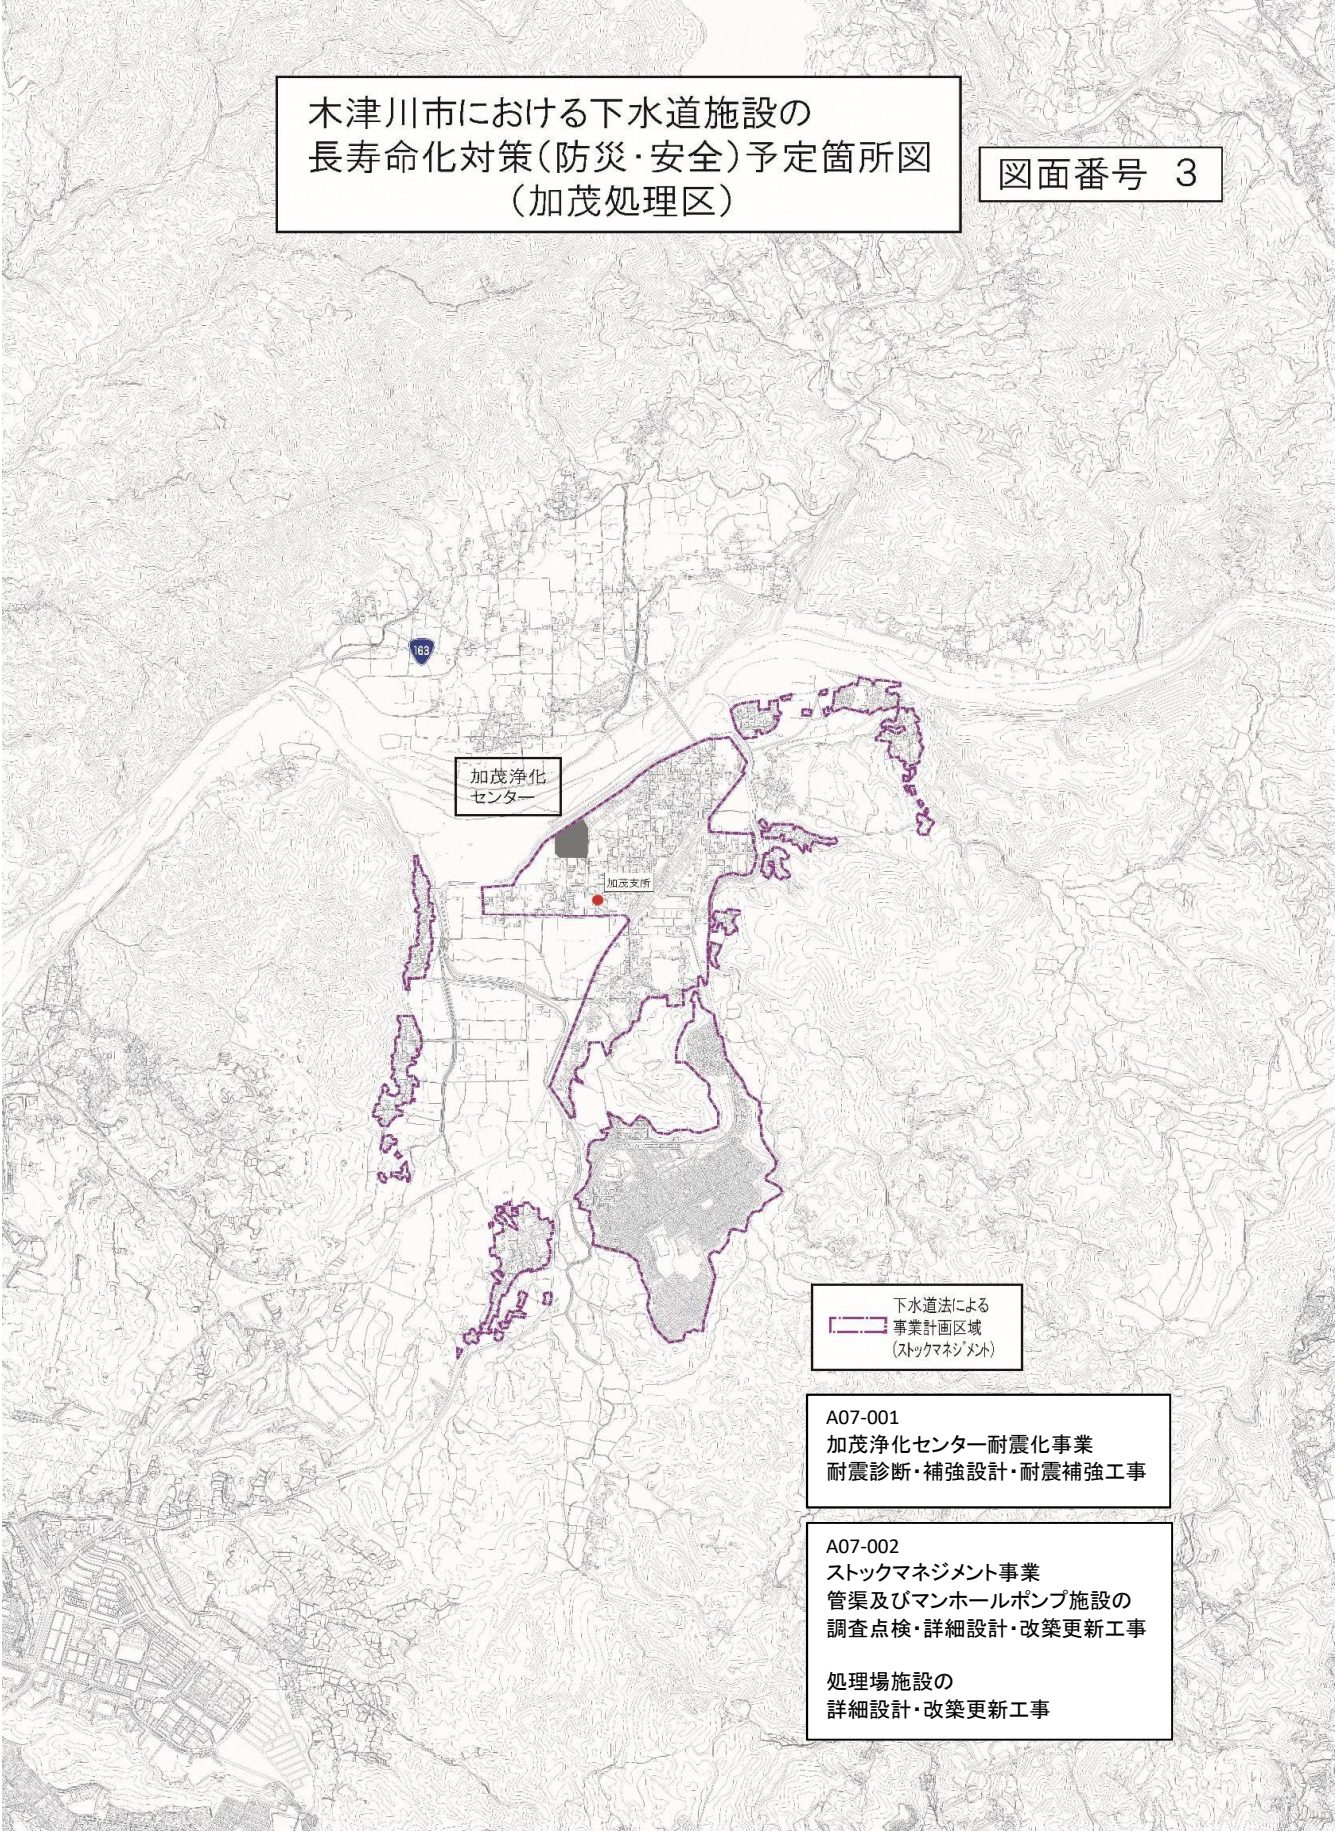 木津川市における下水道施設の
長寿命化対策(防災・安全)予定箇所図
(加茂処理区)
図面番号 3
163
加茂浄化
センター
加茂支所
下水道法による
事業計画区域
(ストックマネジメント)
A07-001
加茂浄化センター耐震化事業
耐震診断・補強設計・耐震補強工事
A07-002
ストックマネジメント事業
管渠及びマンホールポンプ施設の
調査点検・詳細設計・改築更新工事
処理場施設の
詳細設計・改築更新工事